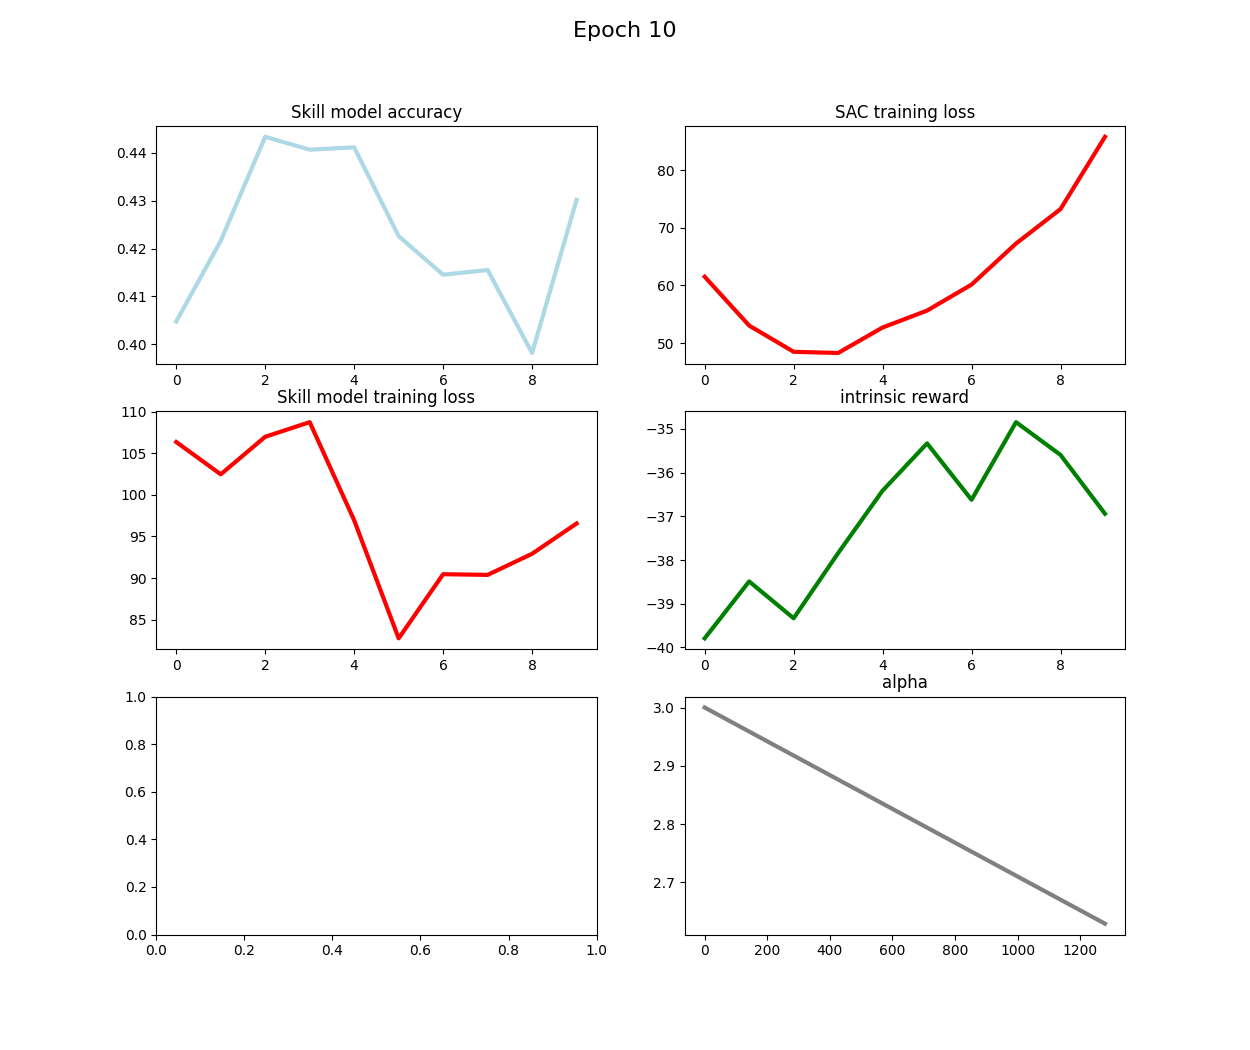 Epoch 10
Skill model accuracy
0.44
0.43
0.42
0.41
0.40
0 2 4 6 8
SAC training loss
80
70
60
50
0 2 4 6 8
Skill model training loss
110
105
100
95
90
85
0 2 4 6 8
intrinsic reward
−35
−36
−37
−38
−39
−40
0 2 4 6 8
1.0
0.8
0.6
0.4
0.2
0.0
0.0 0.2 0.4 0.6 0.8 1.0
alpha
3.0
2.9
2.8
2.7
0 200 400 600 800 1000 1200